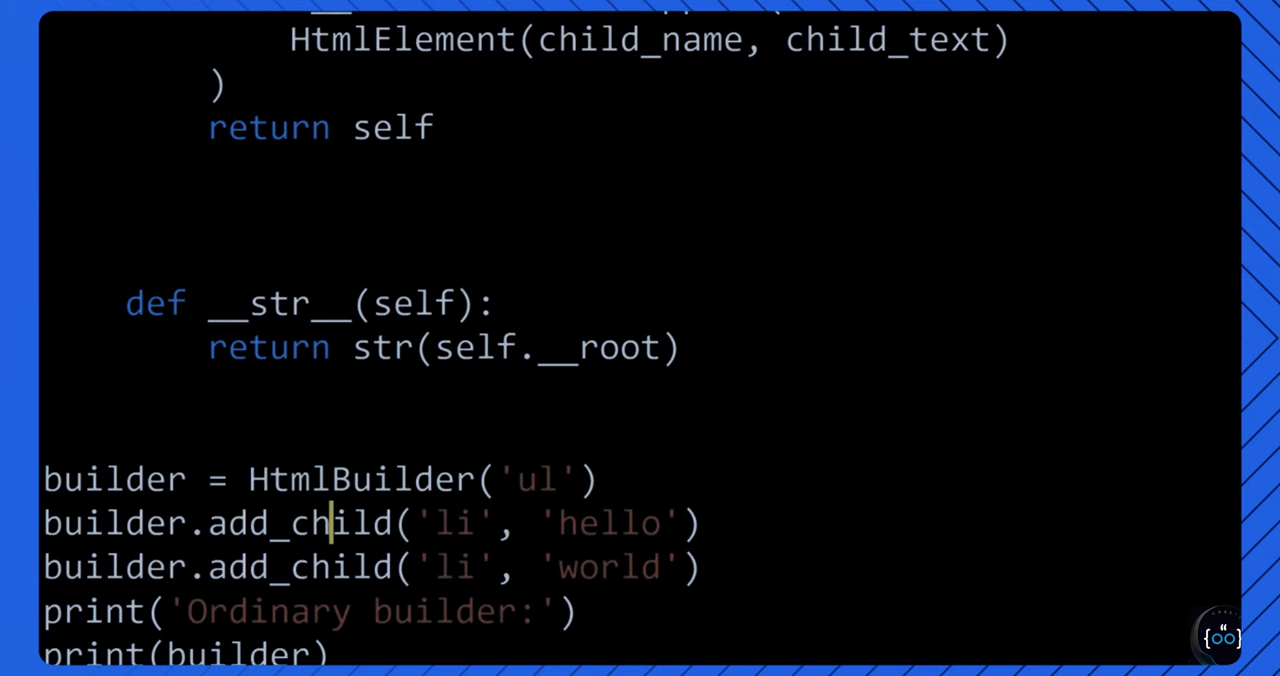 HtmlElement(child_name, child_text)
)
return self
def __str__(self):
return str(self.__root)
builder = HtmlBuilder('ul')
builder.add_child('li', 'hello')
builder.add_child('li', 'world')
print('Ordinary builder:')
print(builder)